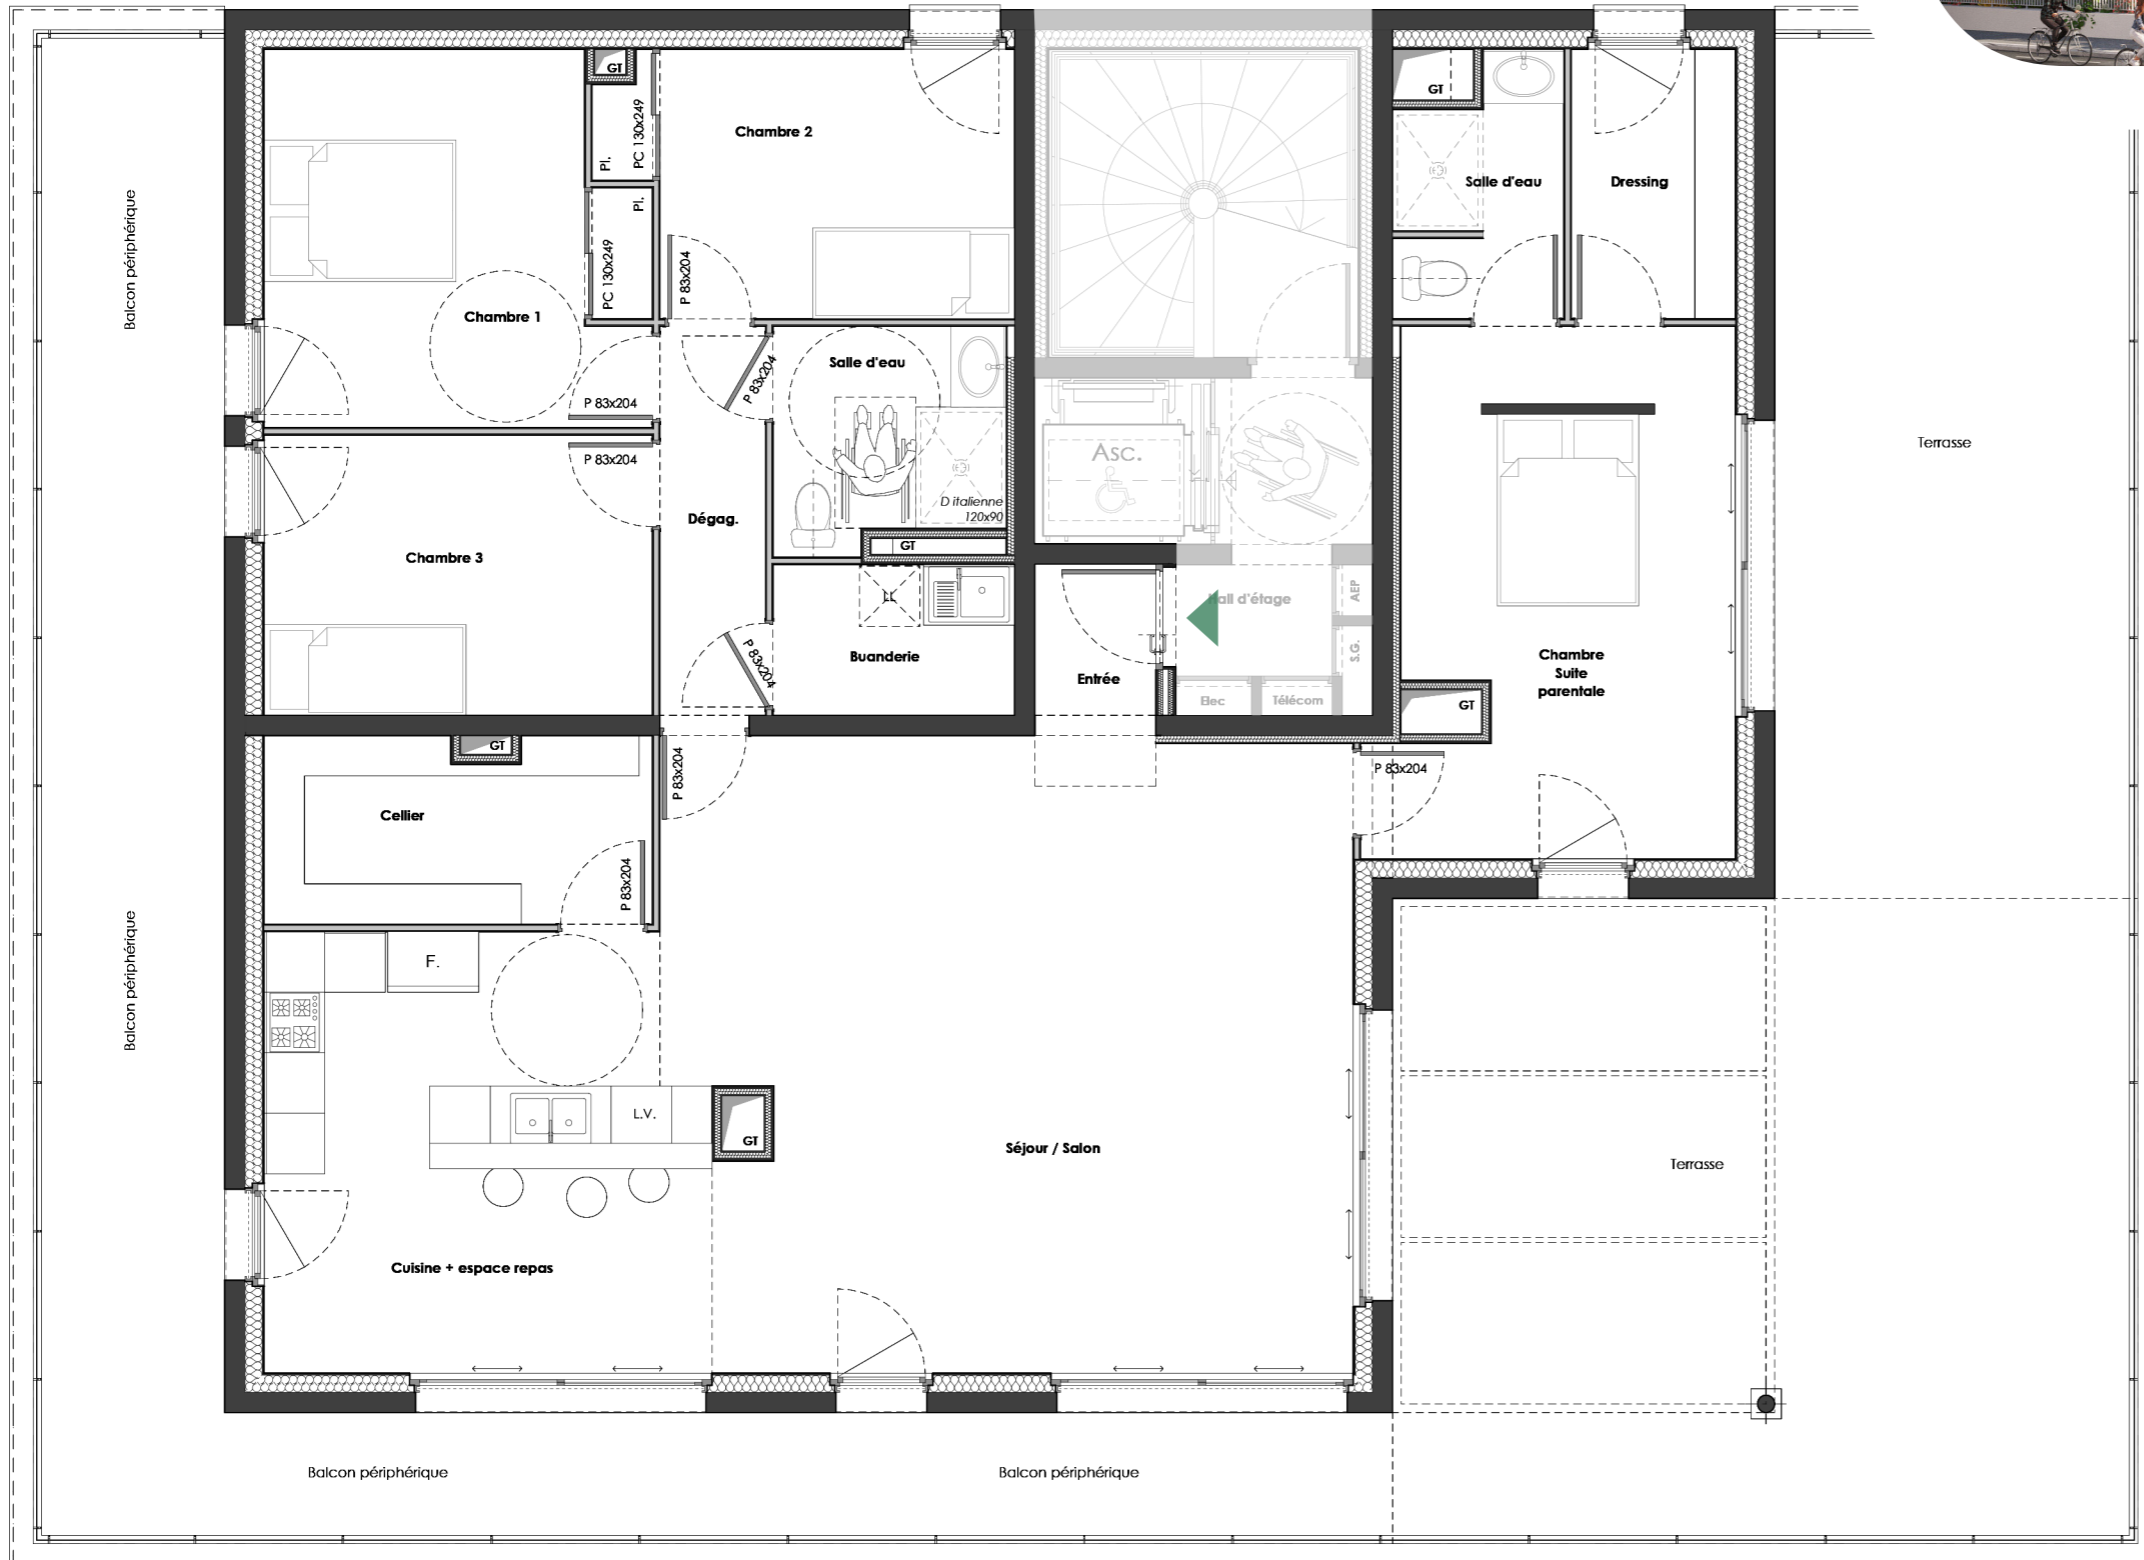 GT
PC 130x249
Pl.
Chambre 2
GT
Salle d'eau
Dressing
Balcon périphérique
Pl.
PC 130x249
P 83x204
Chambre 1
P 83x204
P 83x204
Salle d'eau
P 83x204
Asc.
D italienne
120x90
Dégag.
GT
Chambre 3
Terrasse
LL
Hall d'étage
AEP
S.G.
Buanderie
P 83x204
Entrée
Elec
Télécom
Chambre
Suite
parentale
GT
GT
P 83x204
P 83x204
Cellier
P 83x204
Balcon périphérique
F.
L.V.
GT
Séjour / Salon
Terrasse
Cuisine + espace repas
Balcon périphérique
Balcon périphérique